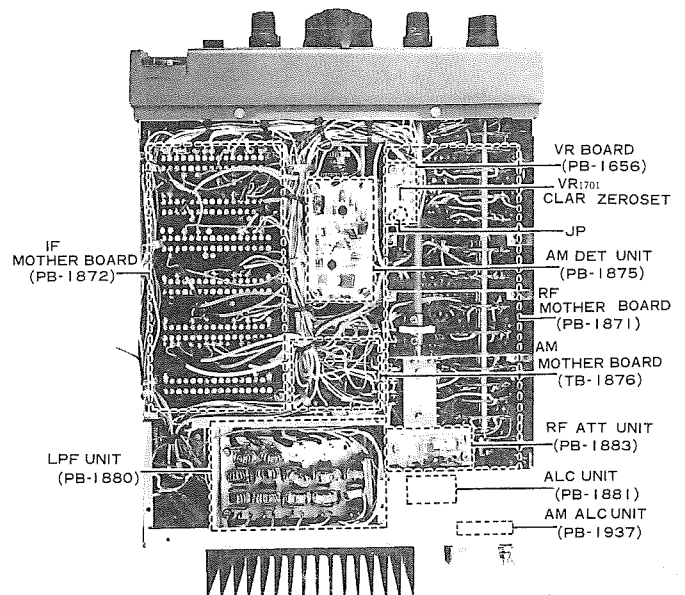 VR BOARD
(PB-1656)
VR1701
CLAR ZEROSET
JP
IF
MOTHER BOARD
(PB-1872)
AM DET UNIT
(PB-1875)
RF
MOTHER BOARD
(PB-1871)
AM
MOTHER BOARD
(TB-1876)
RF ATT UNIT
(PB-1883)
LPF UNIT
(PB-1880)
ALC UNIT
(PB-1881)
AM ALC UNIT
(PB-1937)